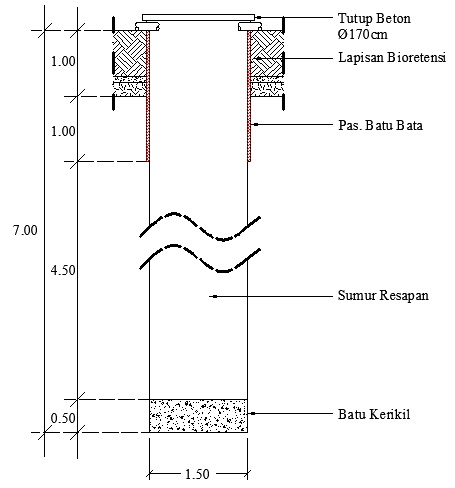 Tutup Beton
Ø170cm
Lapisan Bioretensi
1.00
Pas. Batu Bata
1.00
7.00
4.50
Sumur Resapan
0.50
Batu Kerikil
1.50